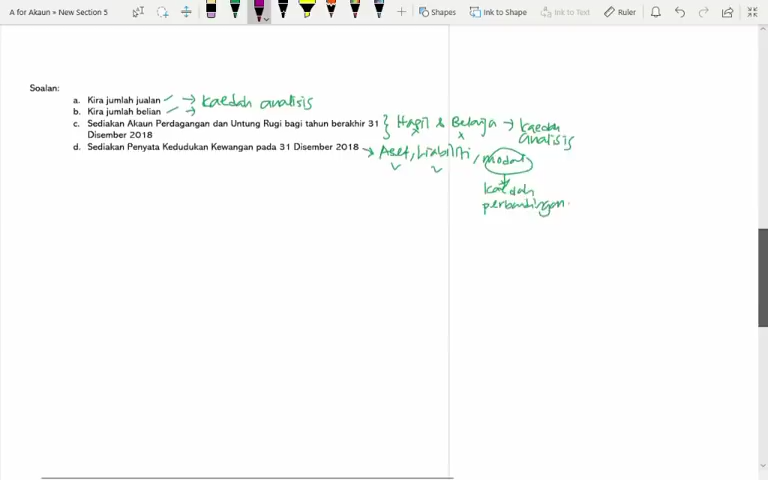 A for Akaun » New Section 5
Shapes
Ink to Shape
Ink to Text
Ruler
Soalan:
a. Kira jumlah jualan → kaedah analisis
b. Kira jumlah belian →
c. Sediakan Akaun Perdagangan dan Untung Rugi bagi tahun berakhir 31 } Hasil & Belanja → kaedah
Disember 2018 analisis
d. Sediakan Penyata Kedudukan Kewangan pada 31 Disember 2018 → Aset, Liabiliti, modal
kaedah
perbandingan.